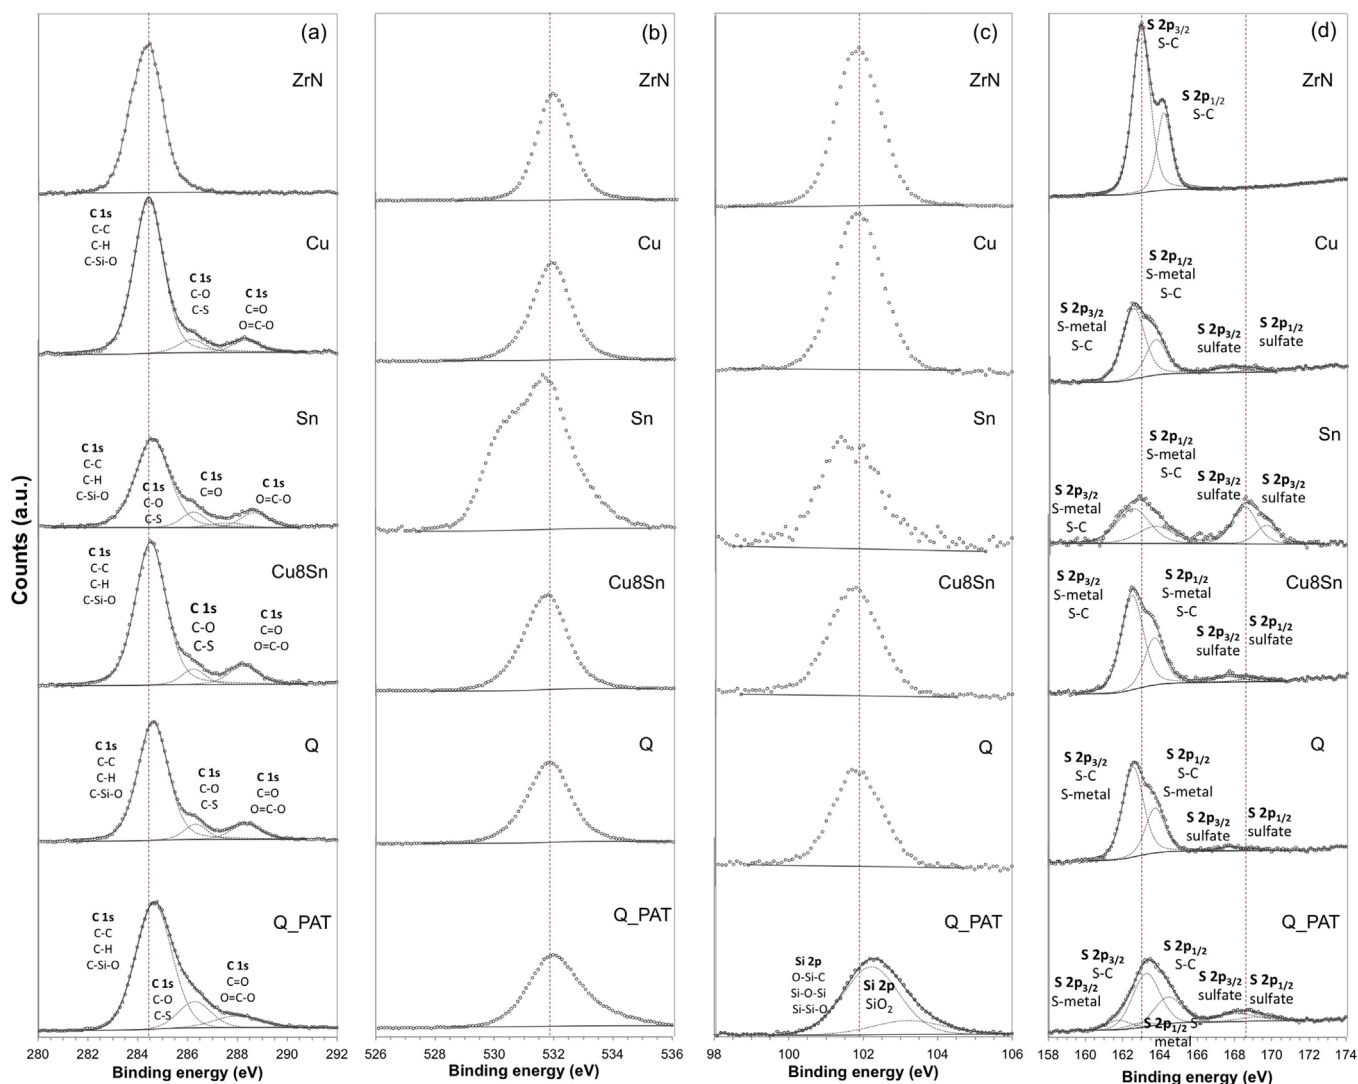 Counts (a.u.)
(a)
ZrN
C 1s
C-C
C-H
C-Si-O
C 1s
C-O
C-S
C 1s
C=O
O=C-O
Cu
C 1s
C-C
C-H
C-Si-O
C 1s
C-O
C-S
C 1s
C=O
C 1s
O=C-O
Sn
C 1s
C-C
C-H
C-Si-O
C 1s
C-O
C-S
C 1s
C=O
O=C-O
Cu8Sn
C 1s
C-C
C-H
C-Si-O
C 1s
C-O
C-S
C 1s
C=O
O=C-O
Q
C 1s
C-C
C-H
C-Si-O
C 1s
C-O
C-S
C 1s
C=O
O=C-O
Q_PAT
280 282 284 286 288 290 292
Binding energy (eV)
(b)
ZrN
Cu
Sn
Cu8Sn
Q
Q_PAT
526 528 530 532 534 536
Binding energy (eV)
(c)
ZrN
Cu
Sn
Cu8Sn
Q
Q_PAT
Si 2p
O-Si-C
Si-O-Si
Si-Si-O
Si 2p
SiO2
98 100 102 104 106
Binding energy (eV)
(d)
S 2p3/2
S-C
S 2p1/2
S-C
ZrN
S 2p3/2
S-metal
S-C
S 2p1/2
S-metal
S-C
S 2p3/2
sulfate
S 2p1/2
sulfate
Cu
S 2p3/2
S-metal
S-C
S 2p1/2
S-metal
S-C
S 2p3/2
sulfate
S 2p3/2
sulfate
Sn
S 2p3/2
S-metal
S-C
S 2p1/2
S-metal
S-C
S 2p3/2
sulfate
S 2p1/2
sulfate
Cu8Sn
S 2p3/2
S-C
S-metal
S 2p1/2
S-C
S-metal
S 2p3/2
sulfate
S 2p1/2
sulfate
Q
S 2p3/2
S-C
S 2p3/2
S-metal
S 2p1/2
S-C
S 2p3/2
sulfate
S 2p1/2
sulfate
S 2p1/2 S-
metal
Q_PAT
158 160 162 164 166 168 170 172 174
Binding energy (eV)